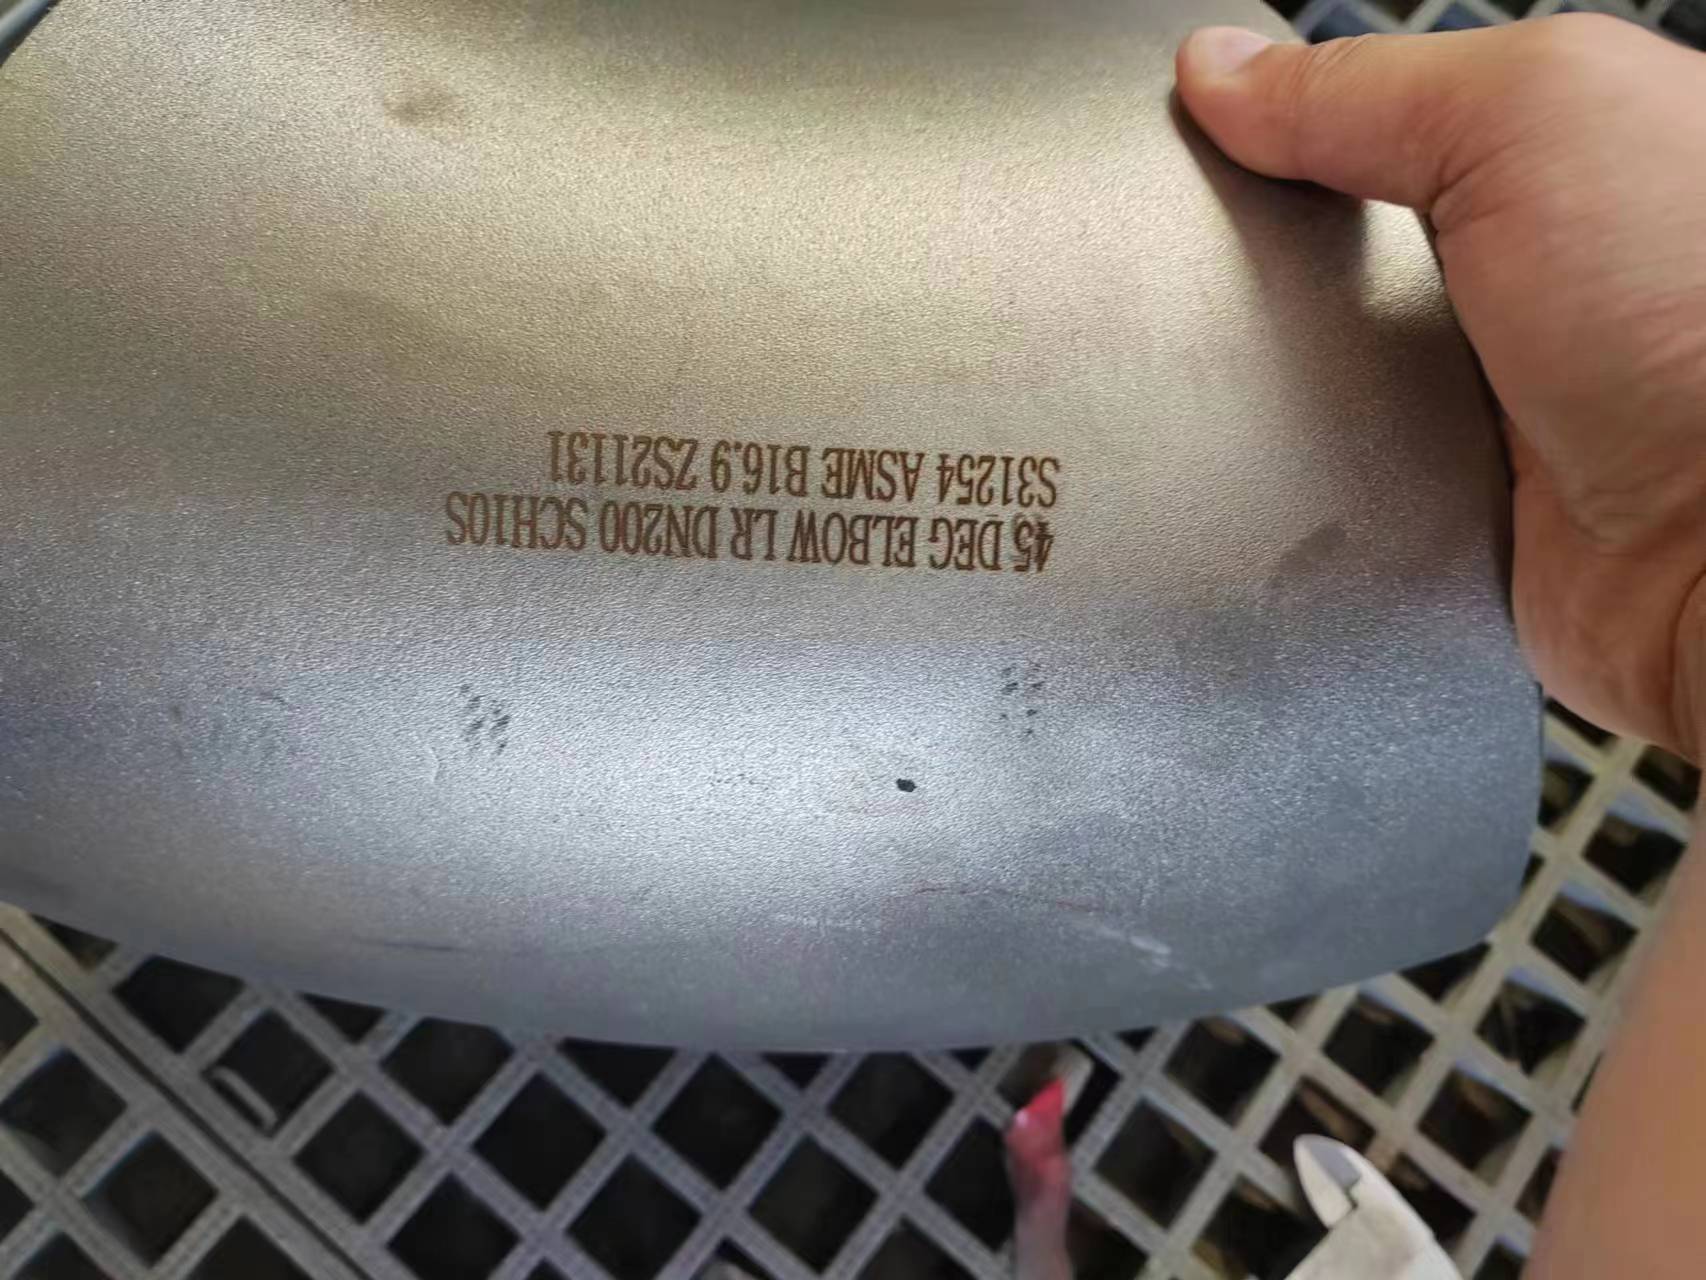 45 DEG ELBOW LR DN200 SCH10S
S31254 ASME B16.9 ZS21131